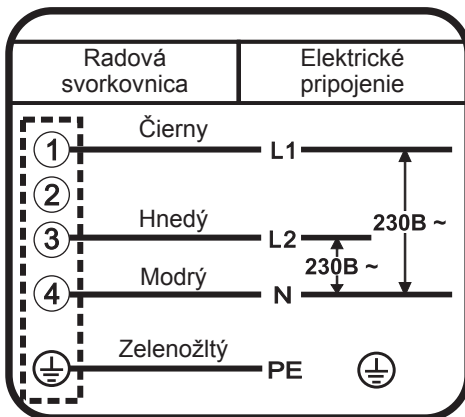 Radová
svorkovnica
Elektrické
pripojenie
1
Čierny
L1
2
230B ~
3
Hnedý
L2
230B ~
4
Modrý
N
Zelenožltý
PE